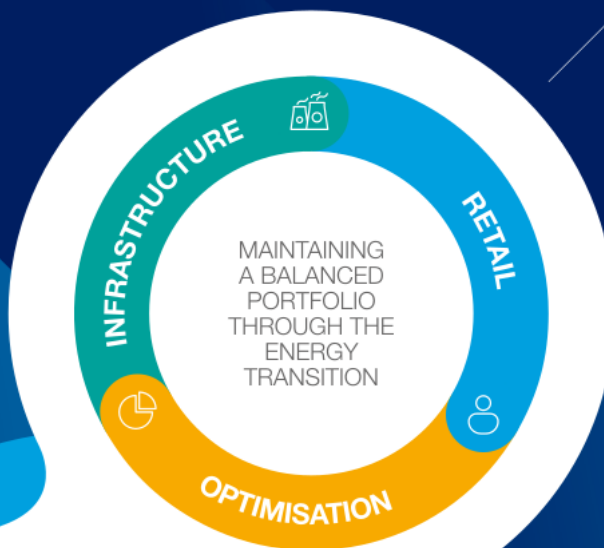 INFRASTRUCTURE
RETAIL
MAINTAINING
A BALANCED
PORTFOLIO
THROUGH THE
ENERGY
TRANSITION
OPTIMISATION